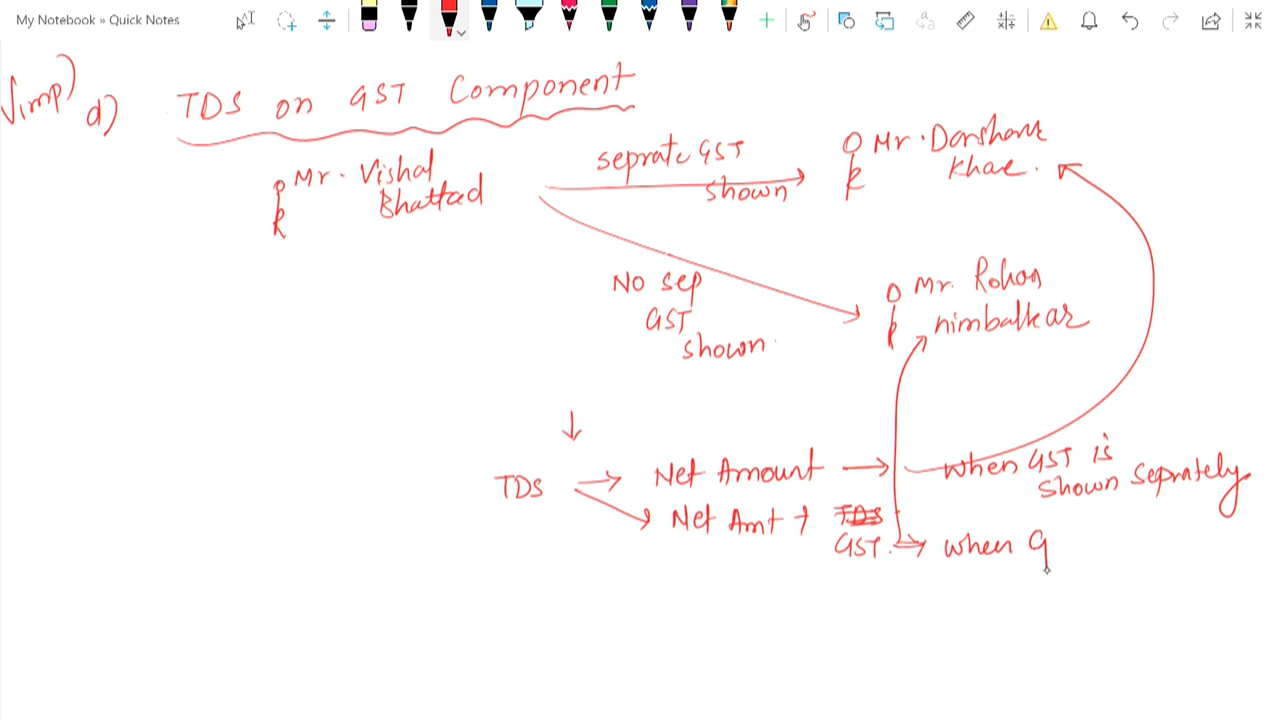 My Notebook » Quick Notes
Vimp)
d) TDS on GST Component
Mr. Vishal
Bhattad
seprate GST
shown
Mr. Darshan
Khare.
No sep
GST
shown.
Mr. Rohan
nimbalkar
TDS → Net Amount → when GST is
shown seprately
Net Amt + TDS
GST. → when G